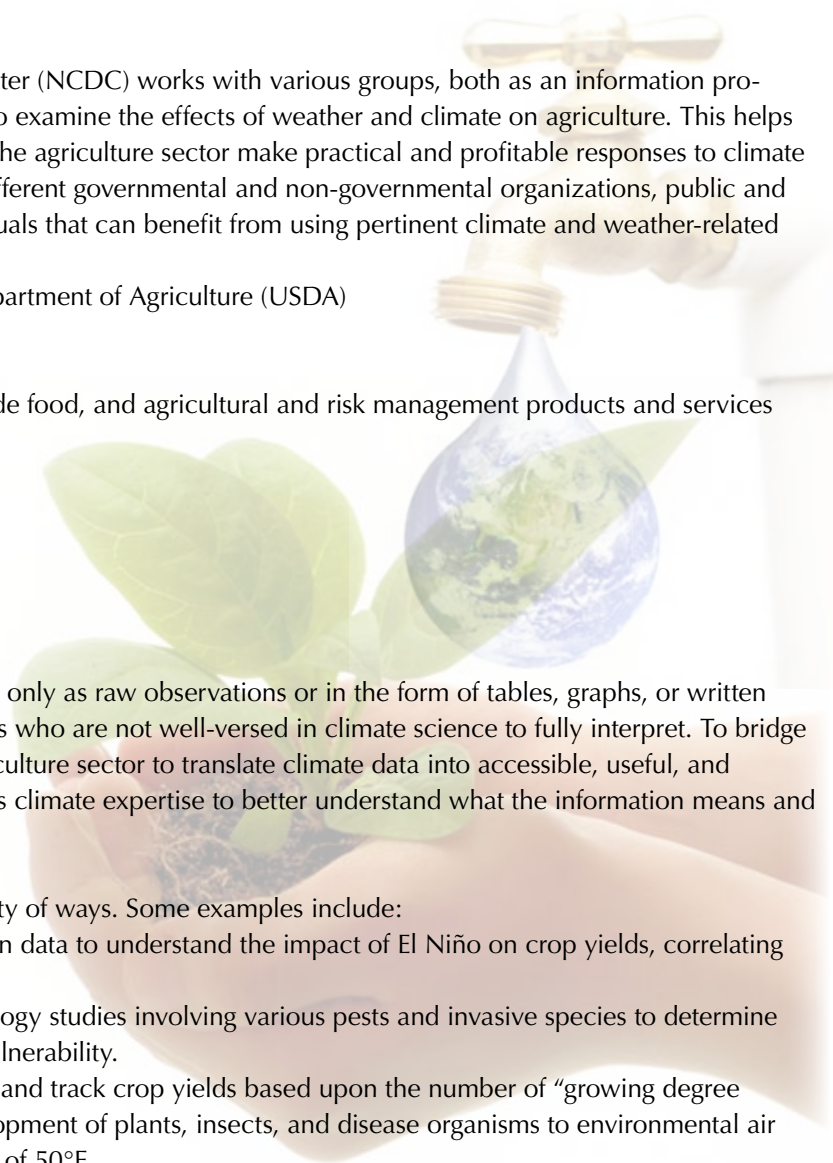 ter (NCDC) works with various groups, both as an information pro-
o examine the effects of weather and climate on agriculture. This helps
he agriculture sector make practical and profitable responses to climate
fferent governmental and non-governmental organizations, public and
uals that can benefit from using pertinent climate and weather-related
partment of Agriculture (USDA)
de food, and agricultural and risk management products and services
only as raw observations or in the form of tables, graphs, or written
s who are not well-versed in climate science to fully interpret. To bridge
culture sector to translate climate data into accessible, useful, and
s climate expertise to better understand what the information means and
ty of ways. Some examples include:
n data to understand the impact of El Niño on crop yields, correlating
ogy studies involving various pests and invasive species to determine
lnerability.
and track crop yields based upon the number of “growing degree
opment of plants, insects, and disease organisms to environmental air
of 50°F